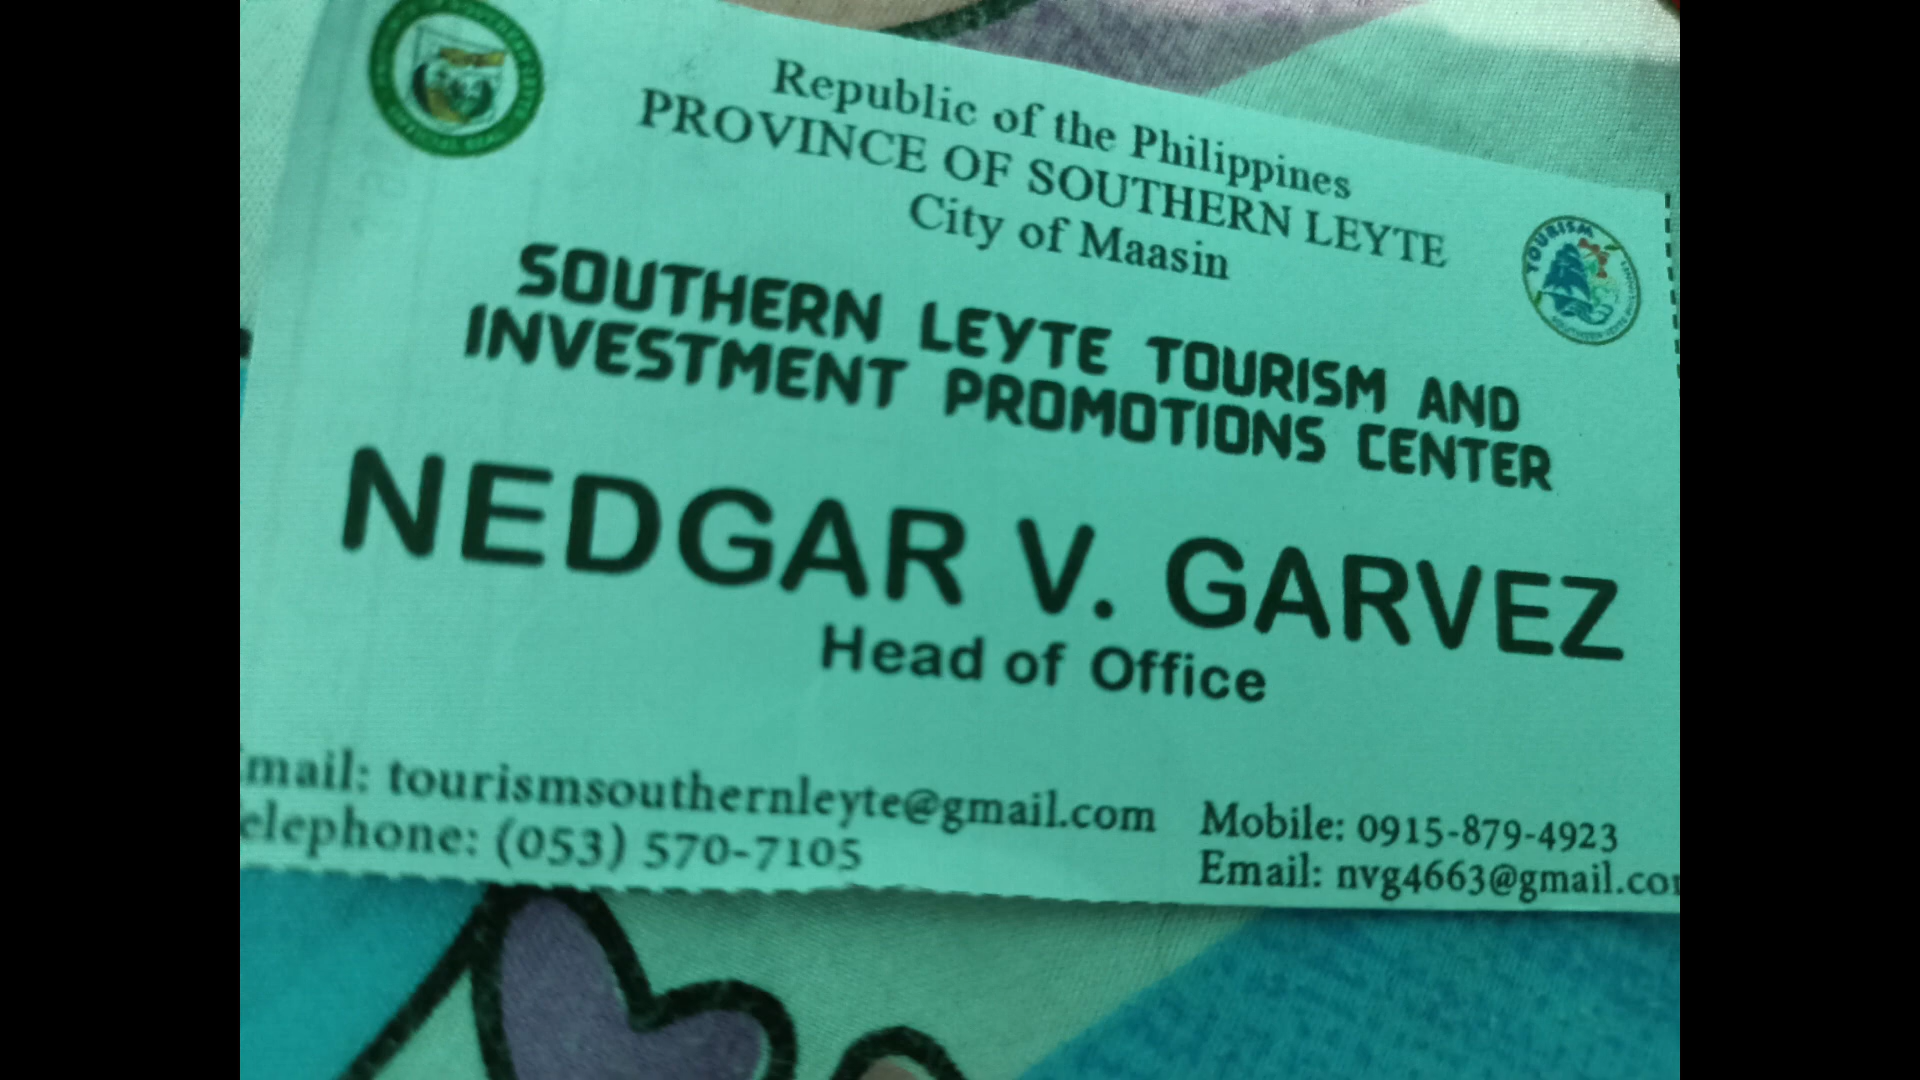 Republic of the Philippines
PROVINCE OF SOUTHERN LEYTE
City of Maasin
TOURISM
SOUTHERN LEYTE TOURISM AND
INVESTMENT PROMOTIONS CENTER
NEDGAR V. GARVEZ
Head of Office
mail: tourismsouthernleyte@gmail.com
elephone: (053) 570-7105
Mobile: 0915-879-4923
Email: nvg4663@gmail.co